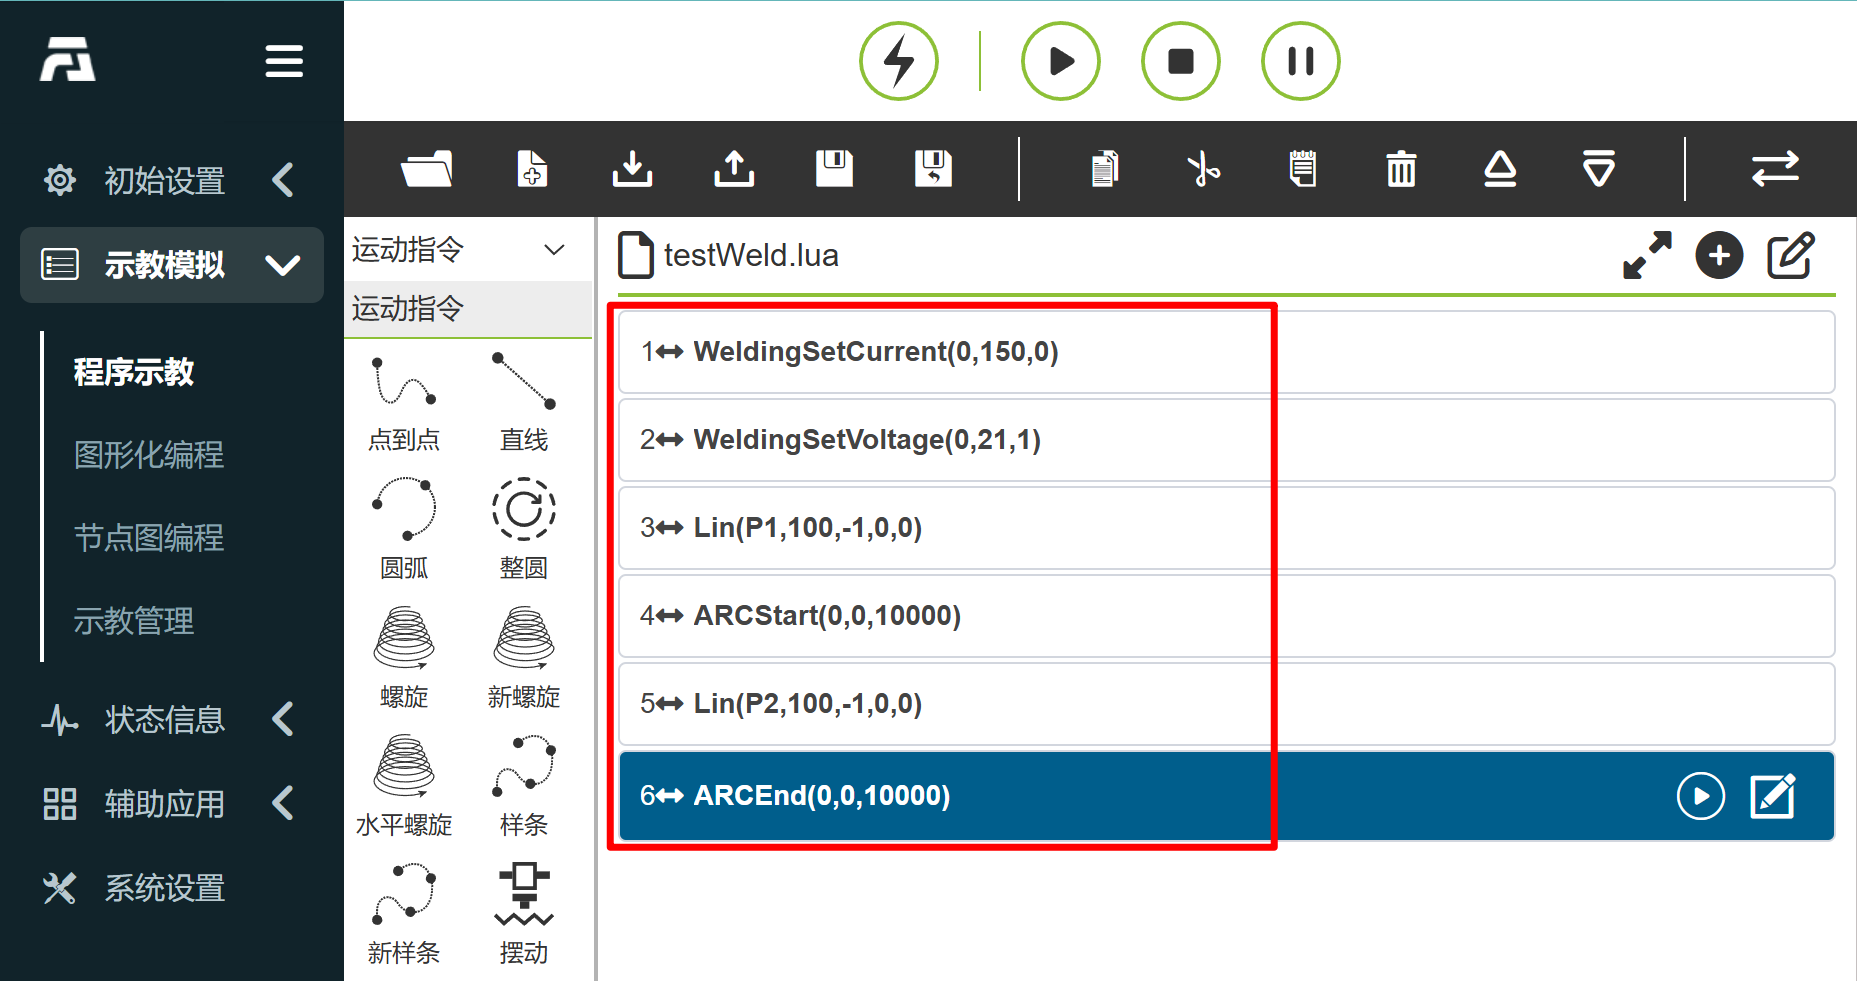 初始设置
示教模拟
程序示教
图形化编程
节点图编程
示教管理
状态信息
辅助应用
系统设置
运动指令
运动指令
点到点
直线
圆弧
整圆
螺旋
新螺旋
水平螺旋
样条
新样条
摆动
testWeld.lua
1 WeldingSetCurrent(0,150,0)
2 WeldingSetVoltage(0,21,1)
3 Lin(P1,100,-1,0,0)
4 ARCStart(0,0,10000)
5 Lin(P2,100,-1,0,0)
6 ARCEnd(0,0,10000)